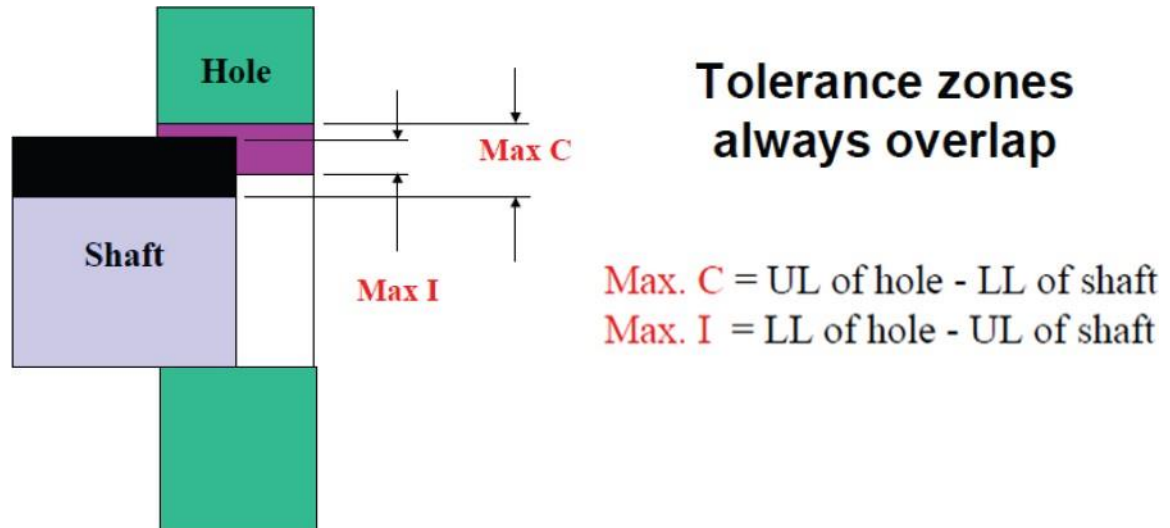 Hole
Max C
Shaft
Max I
Tolerance zones
always overlap
Max. C = UL of hole - LL of shaft
Max. I = LL of hole - UL of shaft